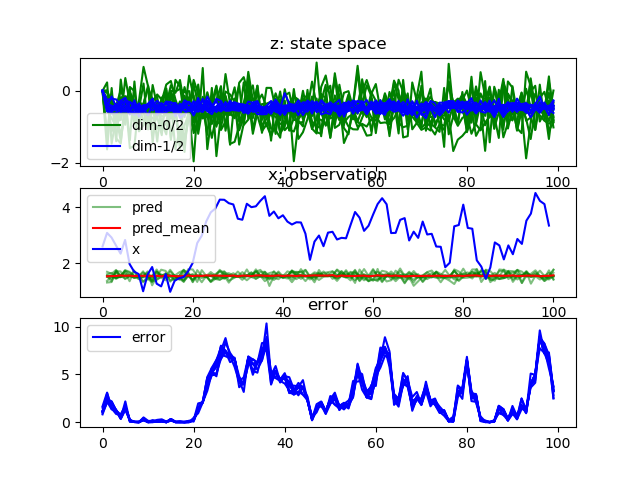 z: state space
0
−2
dim-0/2
dim-1/2
0 20 40 60 80 100
x: observation
4
2
pred
pred_mean
x
0 20 40 60 80 100
error
10
5
0
error
0 20 40 60 80 100